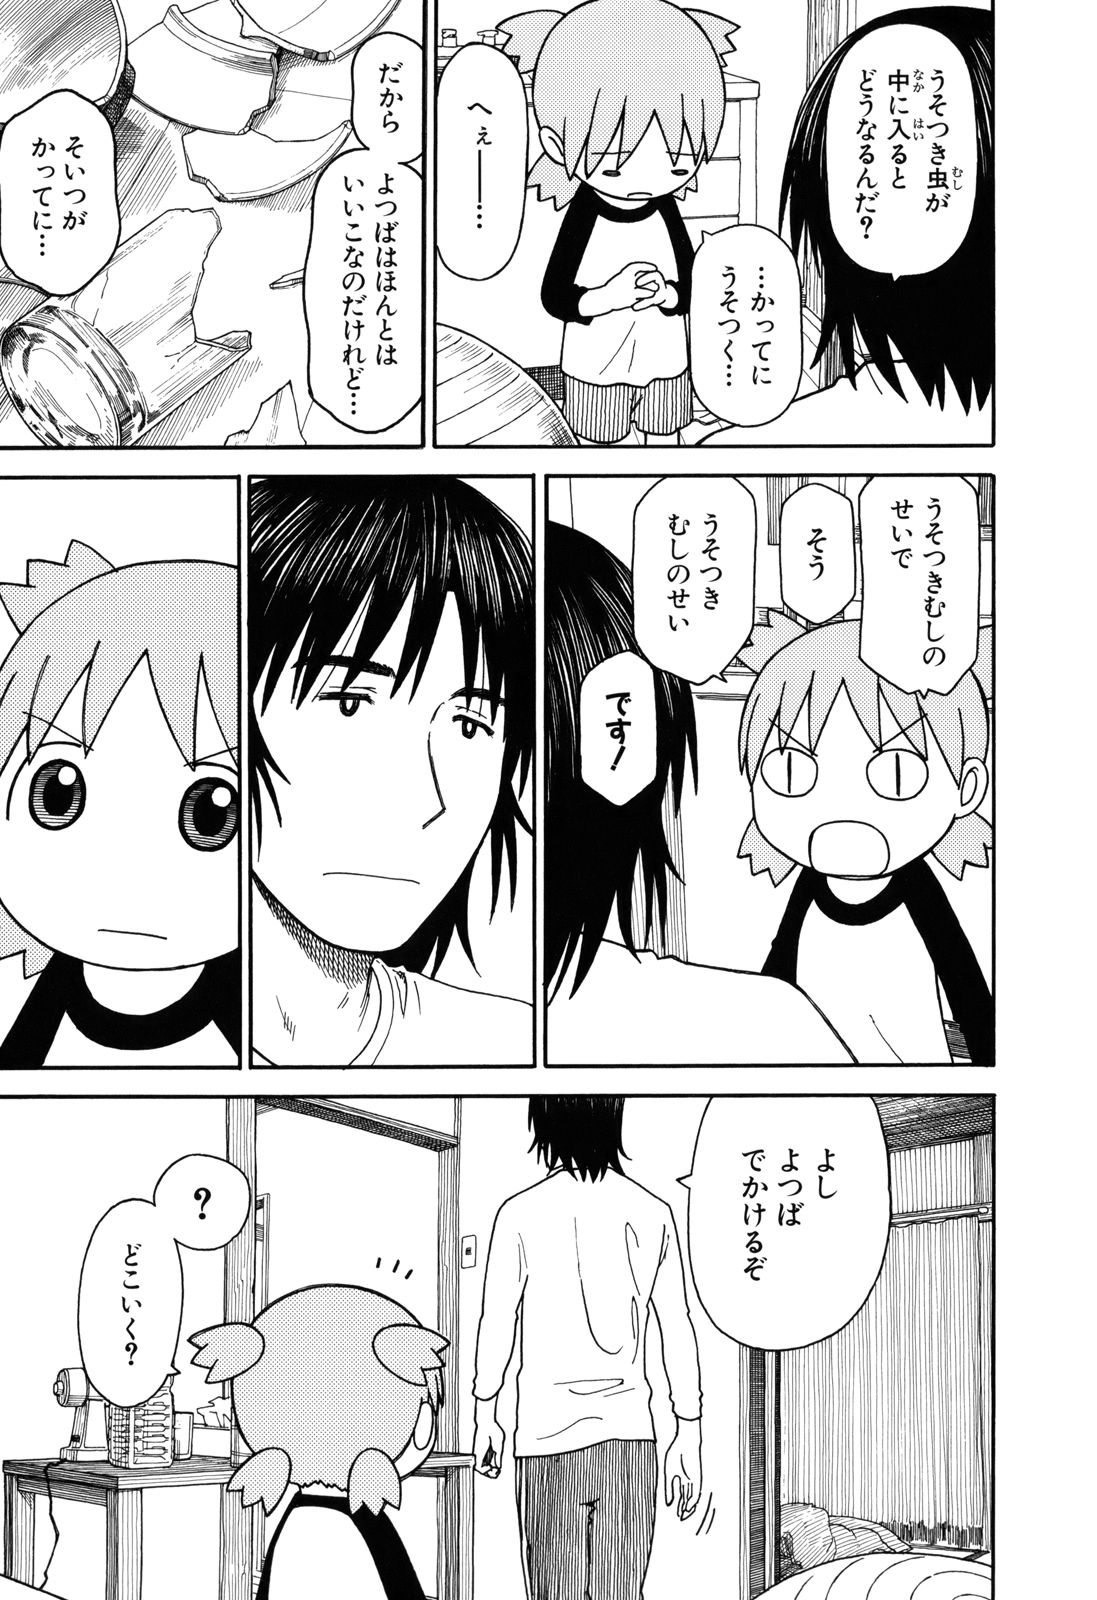 うそつき虫が
中に入ると
どうなるんだ?
…かってに
うそつく…
へぇ――…
だから
よつばはほんとは
いいこなのだけれど…
そいつが
かってに…
うそつきむしの
せいで
そう
うそつき
むしのせい
です!
よし
よつば
でかけるぞ
?
どこいく?